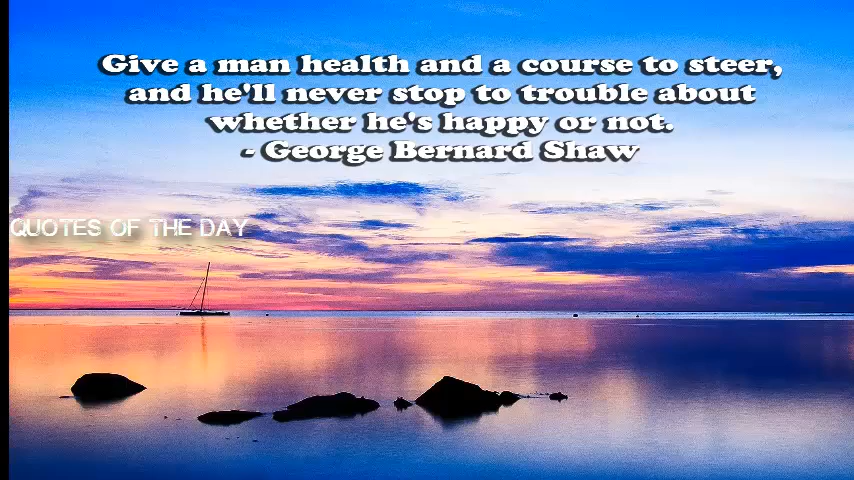 Give a man health and a course to steer,
and he'll never stop to trouble about
whether he's happy or not.
- George Bernard Shaw
QUOTES OF THE DAY